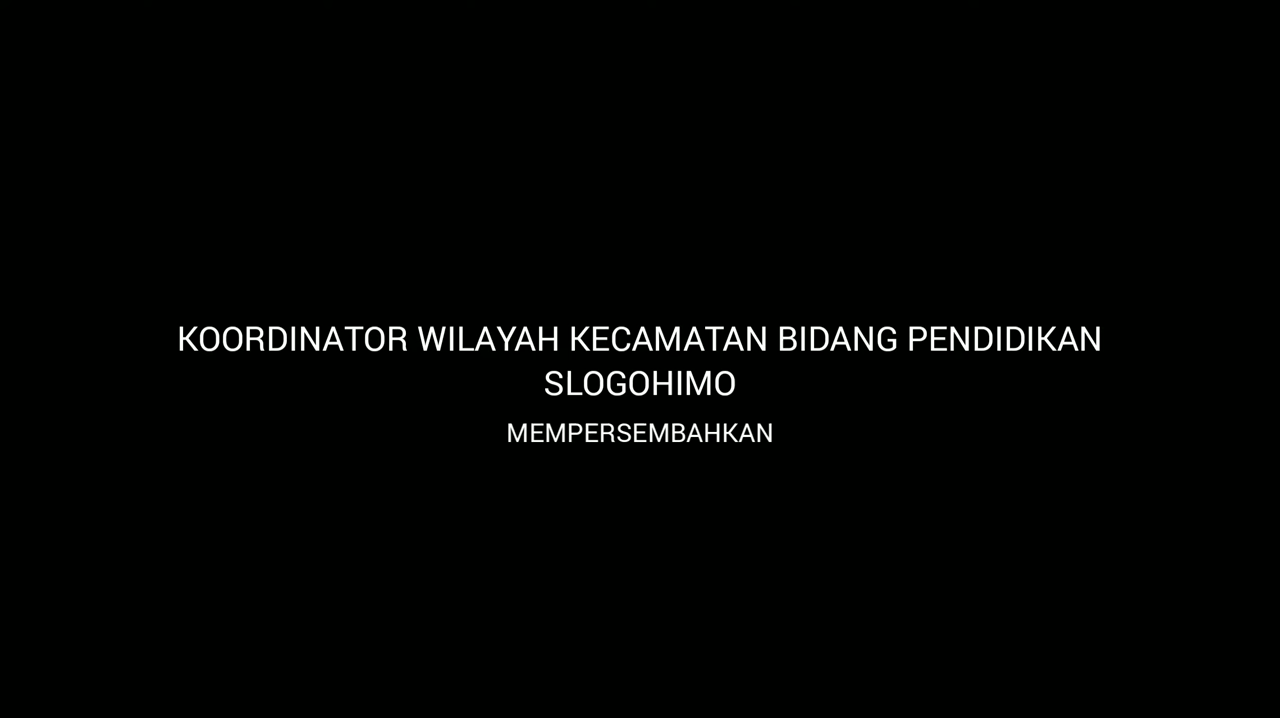 KOORDINATOR WILAYAH KECAMATAN BIDANG PENDIDIKAN
SLOGOHIMO
MEMPERSEMBAHKAN